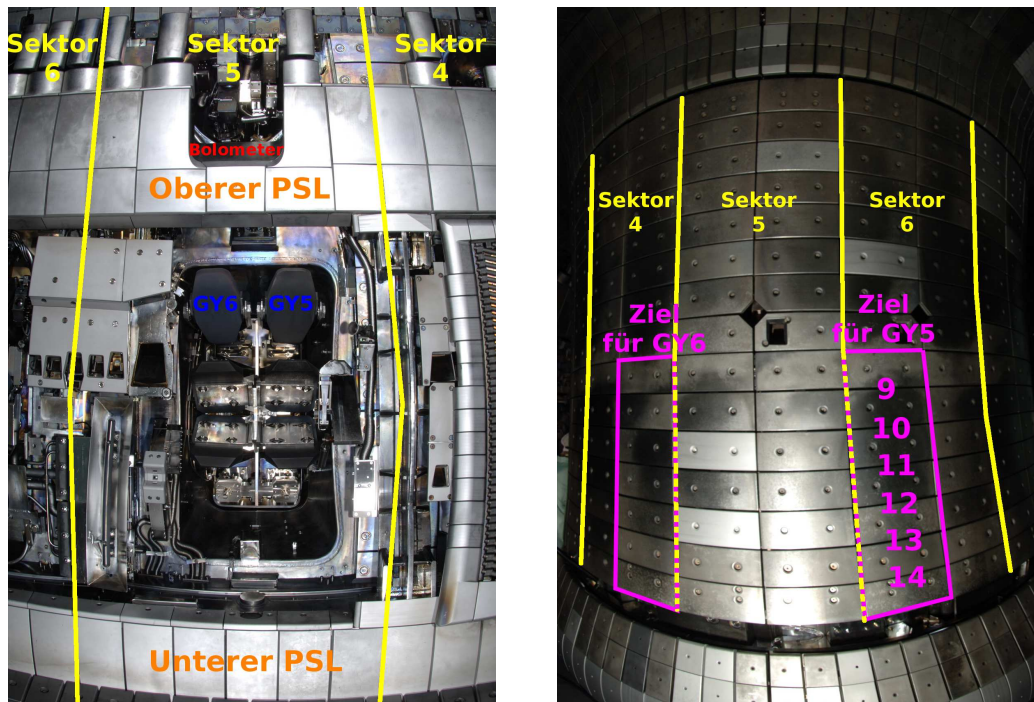 Sektor
6
Sektor
5
Sektor
4
Bolometer
Oberer PSL
GY6
GY5
Unterer PSL
Sektor
4
Sektor
5
Sektor
6
Ziel
für GY6
Ziel
für GY5
9
10
11
12
13
14